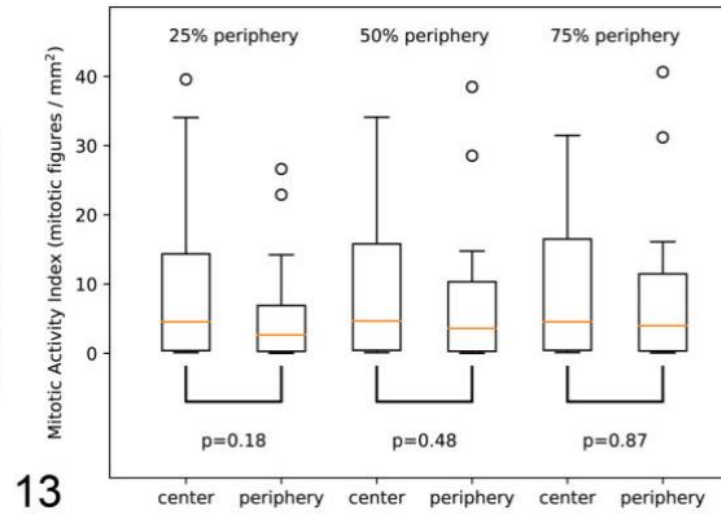 25% periphery 50% periphery 75% periphery
Mitotic Activity Index (mitotic figures / mm²)
40
30
20
10
0
p=0.18 p=0.48 p=0.87
center periphery center periphery center periphery
13